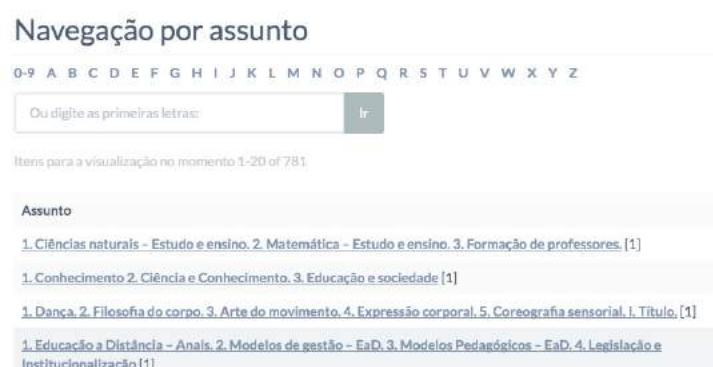 Navegação por assunto
0-9 A B C D E F G H I J K L M N O P Q R S T U V W X Y Z
Ou digite as primeiras letras: Ir
Itens para a visualização no momento 1-20 of 781
Assunto
1. Ciências naturais – Estudo e ensino. 2. Matemática – Estudo e ensino. 3. Formação de professores. [1]
1. Conhecimento 2. Ciência e Conhecimento. 3. Educação e sociedade [1]
1. Dança. 2. Filosofia do corpo. 3. Arte do movimento. 4. Expressão corporal. 5. Coreografia sensorial. I. Título. [1]
1. Educação a Distância – Anais. 2. Modelos de gestão – EaD. 3. Modelos Pedagógicos – EaD. 4. Legislação e
Institucionalização [1]